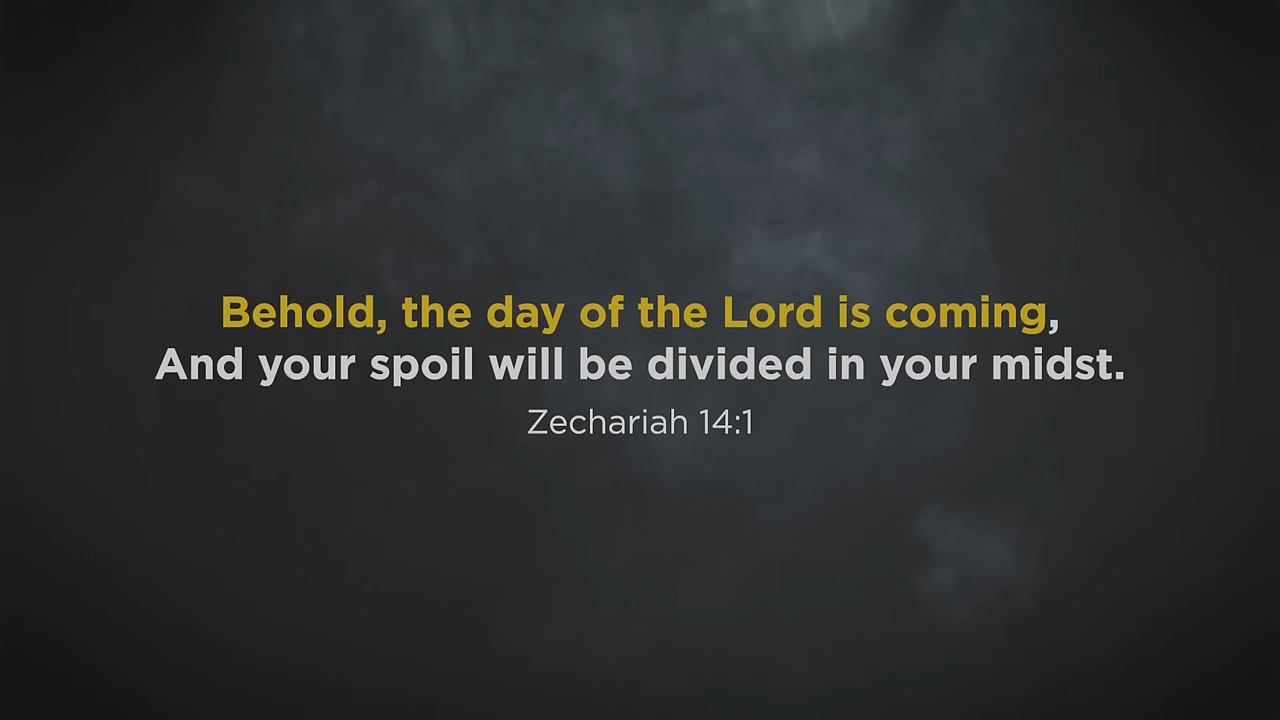 Behold, the day of the Lord is coming,
And your spoil will be divided in your midst.
Zechariah 14:1